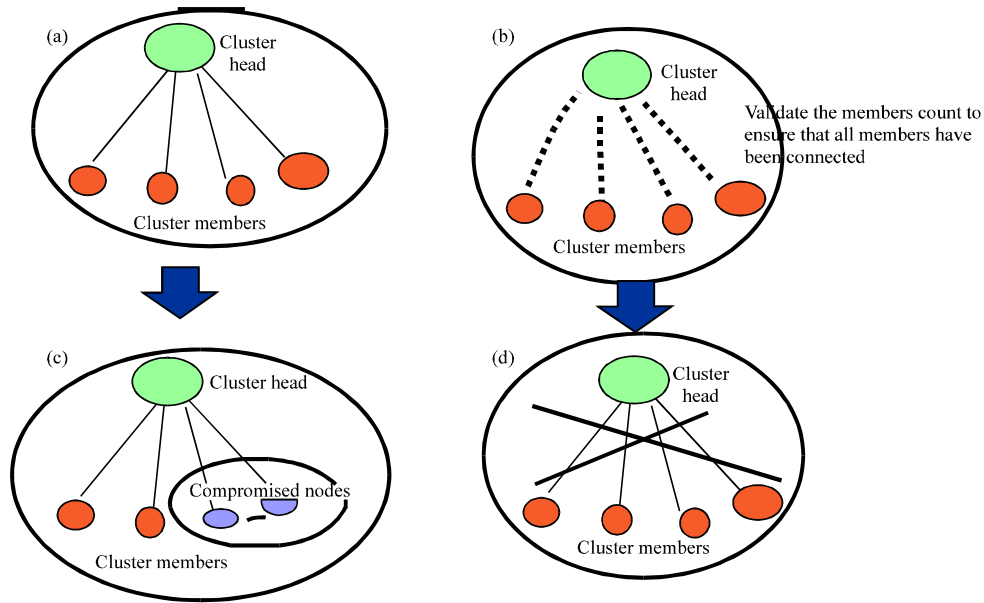 (a)
Cluster
head
Cluster members
(b)
Cluster
head
Validate the members count to
ensure that all members have
been connected
Cluster members
(c)
Cluster head
Compromised nodes
Cluster members
(d)
Cluster
head
Cluster members